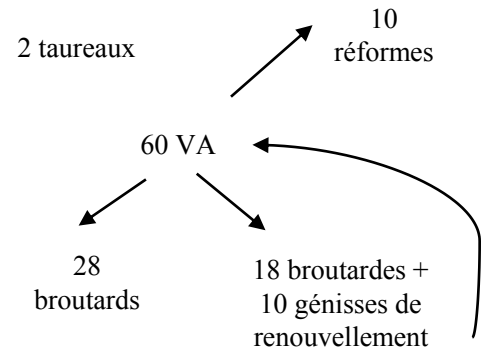 10
réformes
2 taureaux
60 VA
28
broutards
18 broutardes +
10 génisses de
renouvellement